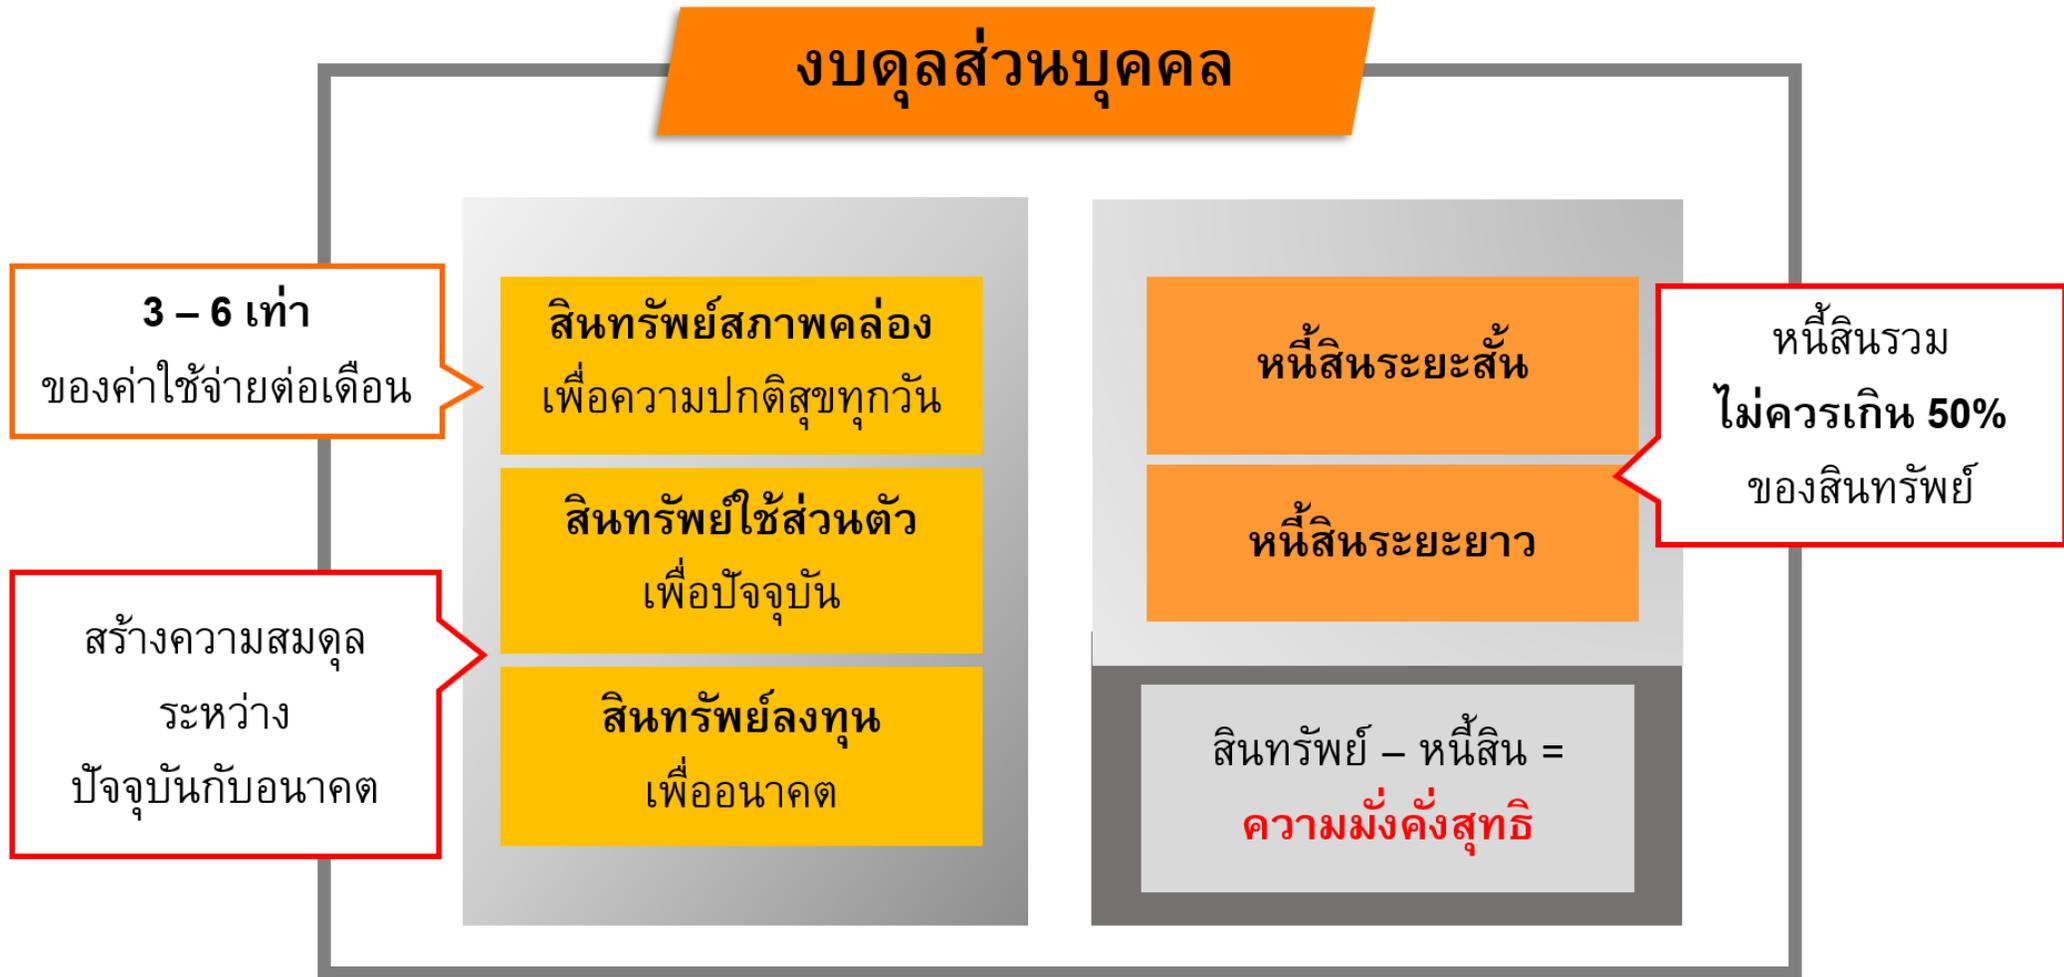 งบดุลส่วนบุคคล
3 – 6 เท่า
ของค่าใช้จ่ายต่อเดือน
สร้างความสมดุล
ระหว่าง
ปัจจุบันกับอนาคต
สินทรัพย์สภาพคล่อง
เพื่อความปกติสุขทุกวัน
สินทรัพย์ใช้ส่วนตัว
เพื่อปัจจุบัน
สินทรัพย์ลงทุน
เพื่ออนาคต
หนี้สินระยะสั้น
หนี้สินระยะยาว
สินทรัพย์ – หนี้สิน =
ความมั่งคั่งสุทธิ
หนี้สินรวม
ไม่ควรเกิน 50%
ของสินทรัพย์